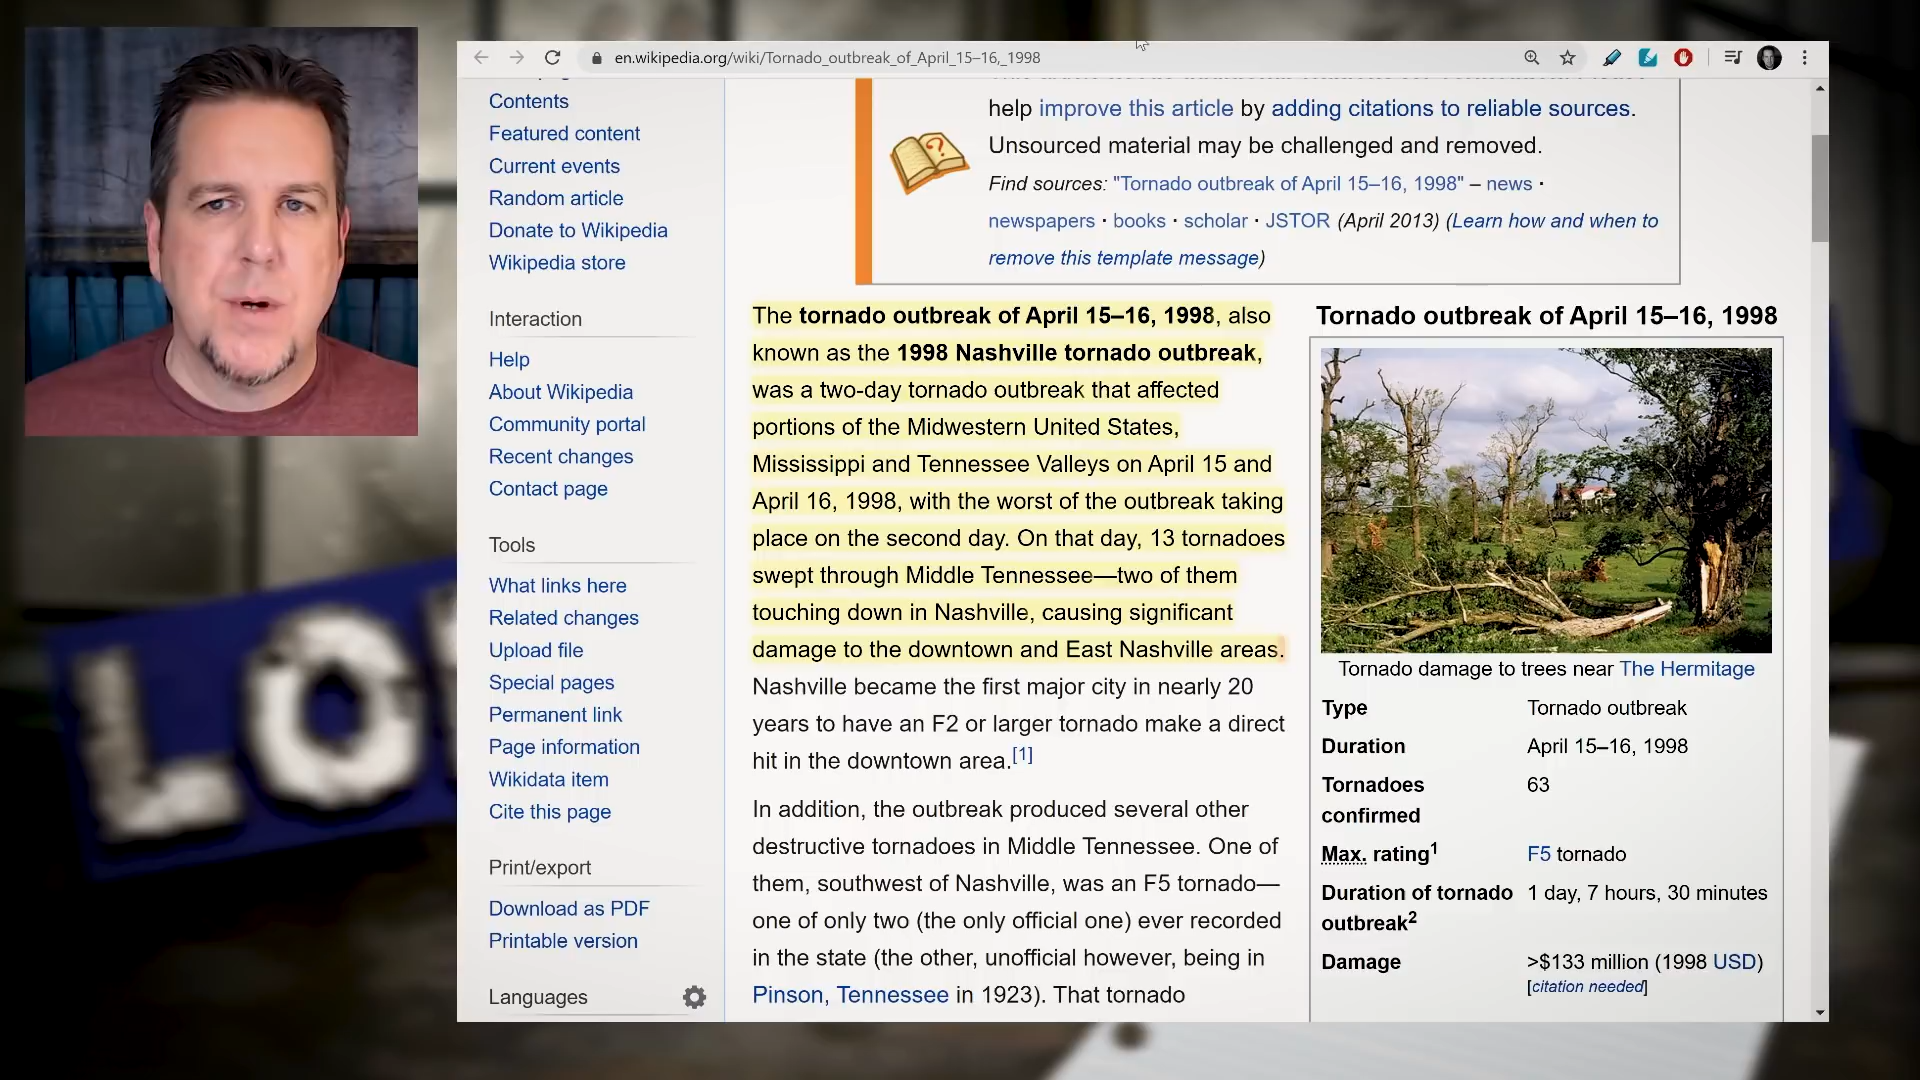 en.wikipedia.org/wiki/Tornado_outbreak_of_April_15–16,_1998
Contents
Featured content
Current events
Random article
Donate to Wikipedia
Wikipedia store
Interaction
Help
About Wikipedia
Community portal
Recent changes
Contact page
Tools
What links here
Related changes
Upload file
Special pages
Permanent link
Page information
Wikidata item
Cite this page
Print/export
Download as PDF
Printable version
Languages
help improve this article by adding citations to reliable sources.
Unsourced material may be challenged and removed.
Find sources: "Tornado outbreak of April 15–16, 1998" – news ·
newspapers · books · scholar · JSTOR (April 2013) (Learn how and when to
remove this template message)
The tornado outbreak of April 15–16, 1998, also
known as the 1998 Nashville tornado outbreak,
was a two-day tornado outbreak that affected
portions of the Midwestern United States,
Mississippi and Tennessee Valleys on April 15 and
April 16, 1998, with the worst of the outbreak taking
place on the second day. On that day, 13 tornadoes
swept through Middle Tennessee—two of them
touching down in Nashville, causing significant
damage to the downtown and East Nashville areas.
Nashville became the first major city in nearly 20
years to have an F2 or larger tornado make a direct
hit in the downtown area.[1]
In addition, the outbreak produced several other
destructive tornadoes in Middle Tennessee. One of
them, southwest of Nashville, was an F5 tornado—
one of only two (the only official one) ever recorded
in the state (the other, unofficial however, being in
Pinson, Tennessee in 1923). That tornado
Tornado outbreak of April 15–16, 1998
Tornado damage to trees near The Hermitage
Type Tornado outbreak
Duration April 15–16, 1998
Tornadoes 63
confirmed
Max. rating1 F5 tornado
Duration of tornado 1 day, 7 hours, 30 minutes
outbreak2
Damage >$133 million (1998 USD)
[citation needed]
LO